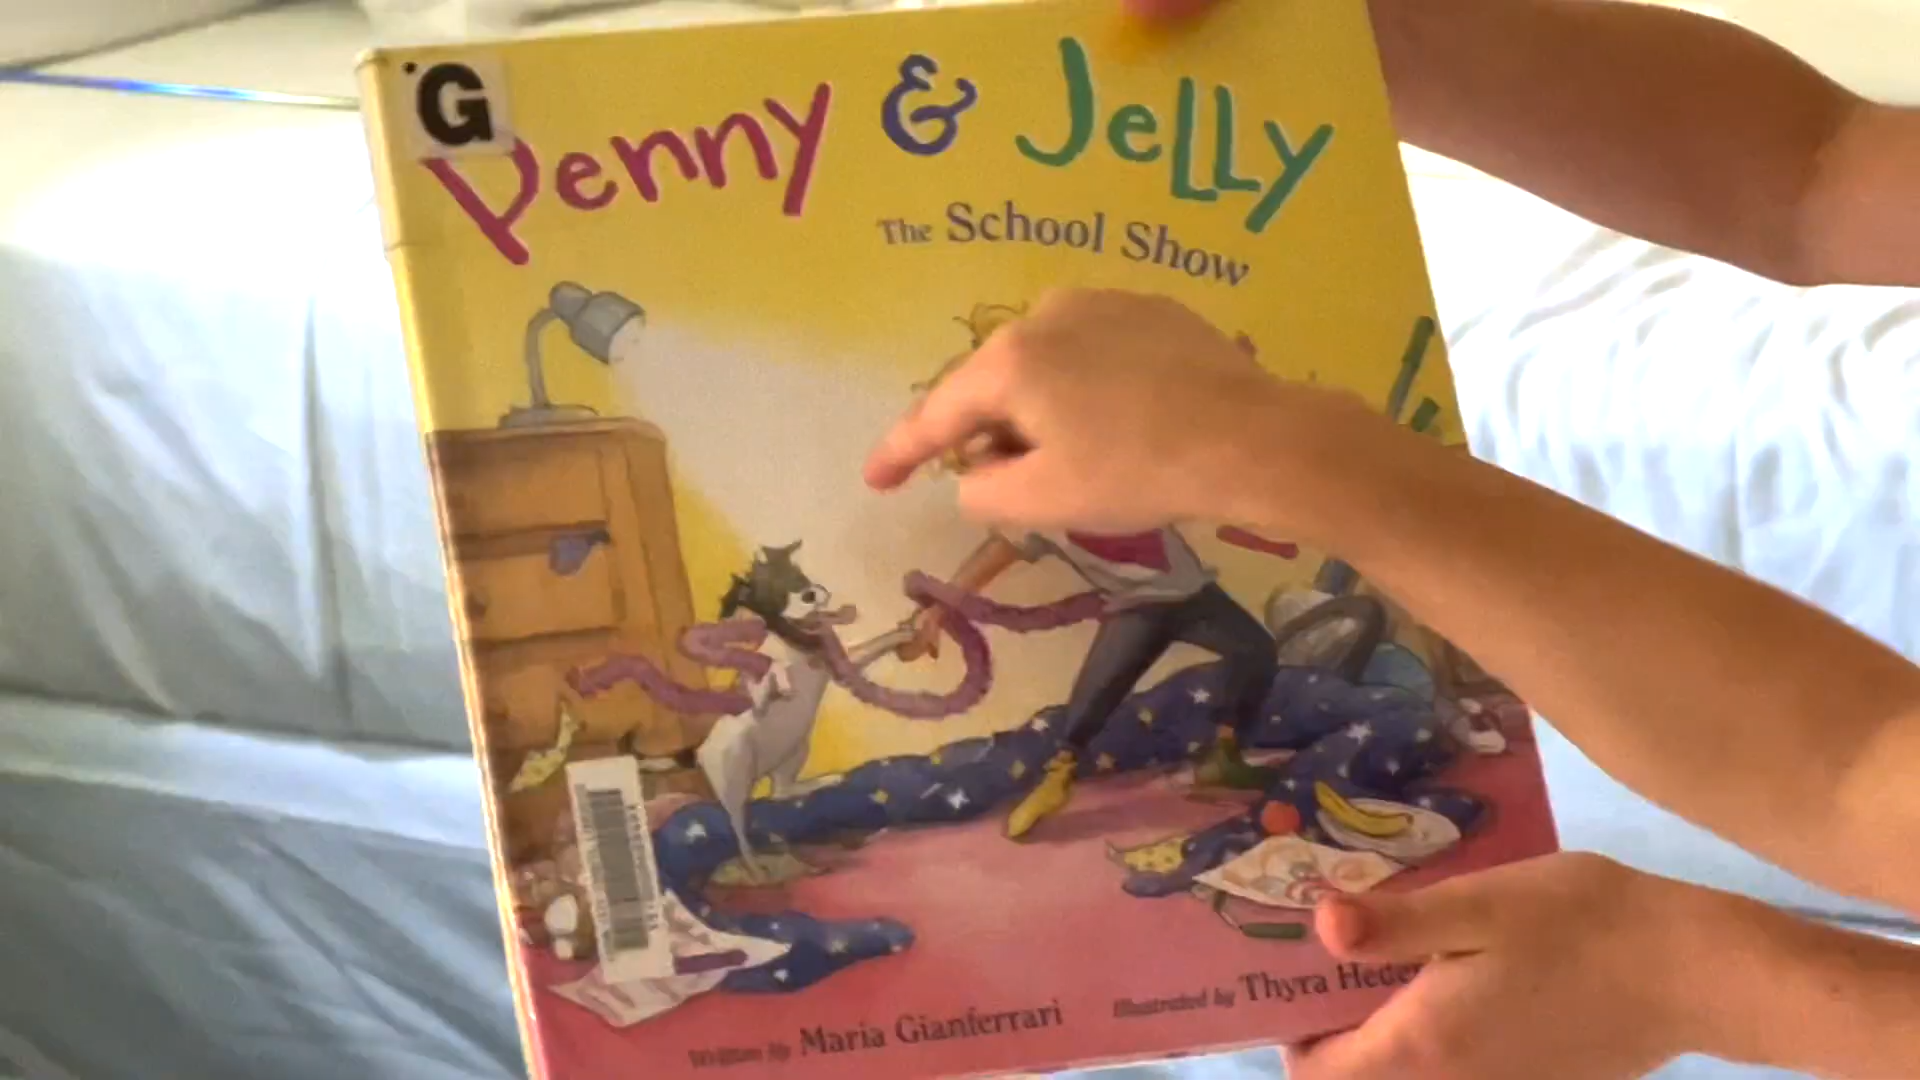 G
Penny & Jelly
The School Show
Written by Maria Gianferrari
Illustrated by Thyra Heder